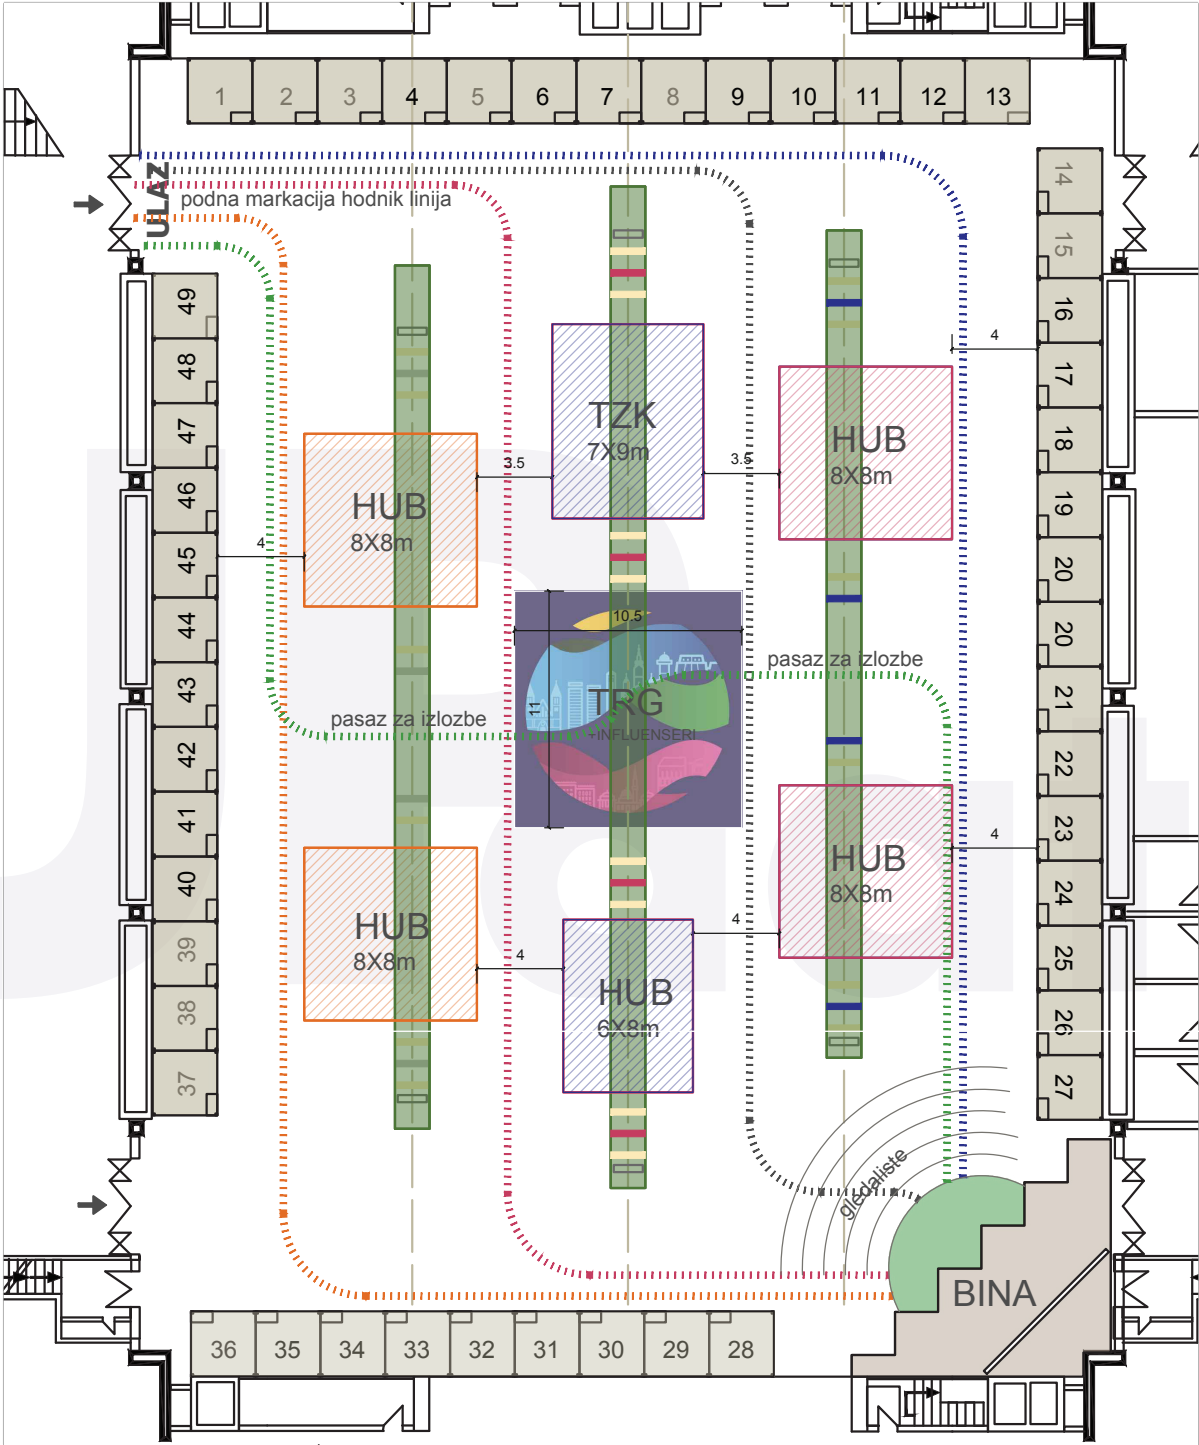 1 2 3 4 5 6 7 8 9 10 11 12 13
ULAZ
podna markacija hodnik linija
14
15
16
17
18
19
20
20
21
22
23
24
25
26
27
49
48
47
46
45
44
43
42
41
40
39
38
37
TZK
7X9m
HUB
8X8m
HUB
8X8m
3.5
3.5
4
4
10.5
11
TRG
+INFLUENSERI
pasaz za izlozbe
pasaz za izlozbe
HUB
8X8m
4
HUB
8X8m
4
4
HUB
6X8m
gledaliste
BINA
36 35 34 33 32 31 30 29 28